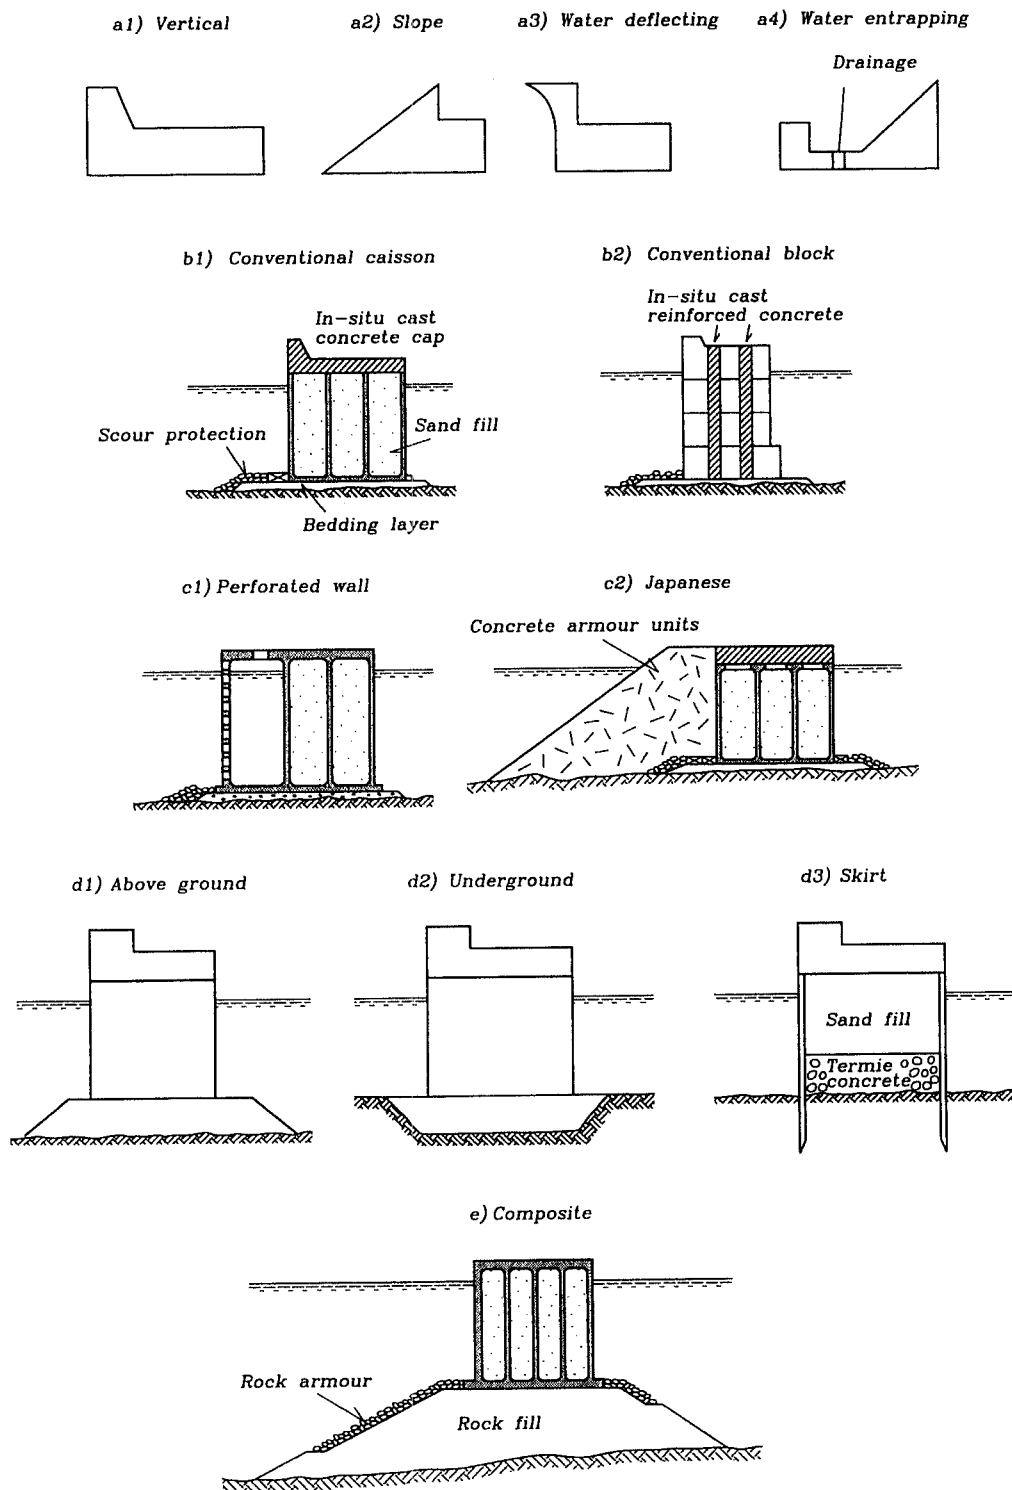 a1) Vertical
a2) Slope
a3) Water deflecting
a4) Water entrapping
Drainage
b1) Conventional caisson
b2) Conventional block
In-situ cast
concrete cap
In-situ cast
reinforced concrete
Scour protection
Sand fill
Bedding layer
c1) Perforated wall
c2) Japanese
Concrete armour units
d1) Above ground
d2) Underground
d3) Skirt
Sand fill
Termie
concrete
e) Composite
Rock armour
Rock fill